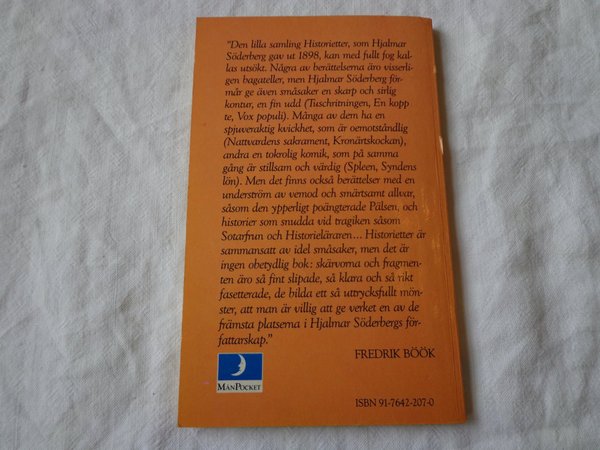 "Den lilla samling Historietter, som Hjalmar
Söderberg gav ut 1898, kan med fullt fog kal-
las utsökt. Några av berättelserna äro visserli-
gen bagateller, men Hjalmar Söderberg för-
mår ge även småsaker en skarp och sirlig
kontur, en fin udd (Tuschritningen, En kopp
te, Vox populi). Många av dem ha en
spjuveraktig kvickhet, som är oemotståndlig
(Nattvardens sakrament, Kronärtskockan),
andra en tokrolig komik, som på samma
gång är stillsam och värdig (Spleen, Syndens
lön). Men det finns också berättelser med en
underström av vemod och smärtsamt allvar,
såsom den ypperligt poängterade Pälsen, och
historier som snudda vid tragiken såsom
Sotarfrun och Historieläraren... Historietter är
sammansatt av idel småsaker, men det är
ingen obetydlig bok: skärvorna och fragmen-
ten äro så fint slipade, så klara och så rikt
fasetterade, de bilda ett så uttrycksfullt mön-
ster, att man är villig att ge verket en av de
främsta platserna i Hjalmar Söderbergs för-
fattarskap."
FREDRIK BÖÖK
MÅNPOCKET
ISBN 91-7642-207-0